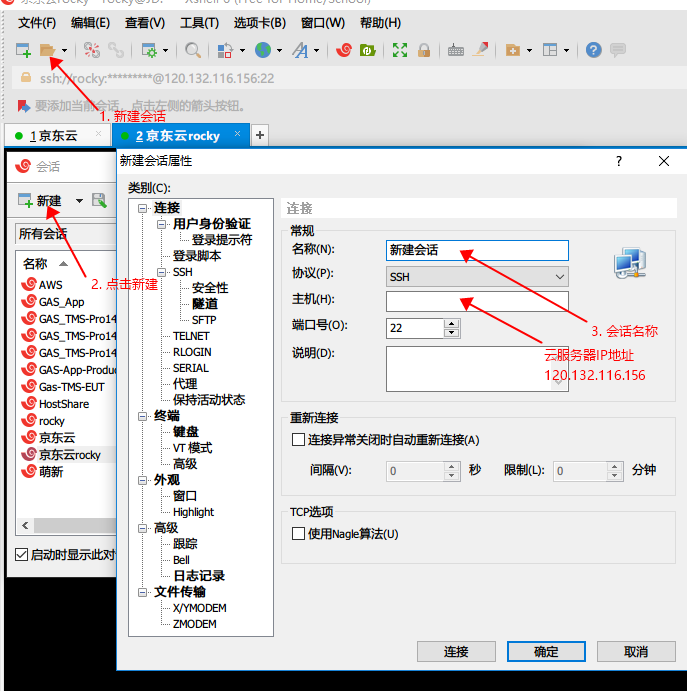 京东云rocky - rocky@JD: ~ - Xshell 6 (Free for Home/School)
文件(F) 编辑(E) 查看(V) 工具(T) 选项卡(B) 窗口(W) 帮助(H)
ssh://rocky:*********@120.132.116.156:22
要添加当前会话，点击左侧的箭头按钮。
1. 新建会话
1 京东云 × 2 京东云rocky × +
会话
新建
所有会话
名称
AWS
GAS_App
GAS_TMS-Pro14
GAS_TMS-Pro14
GAS_TMS-Pro14
GAS-App-Produ
Gas-TMS-EUT
HostShare
rocky
京东云
京东云rocky
萌新
启动时显示此对
2. 点击新建
新建会话属性
类别(C):
连接
用户身份验证
登录提示符
登录脚本
SSH
安全性
隧道
SFTP
TELNET
RLOGIN
SERIAL
代理
保持活动状态
终端
键盘
VT 模式
高级
外观
窗口
Highlight
高级
跟踪
Bell
日志记录
文件传输
X/YMODEM
ZMODEM
连接
常规
名称(N): 新建会话
协议(P): SSH
主机(H):
端口号(O): 22
3. 会话名称
说明(D):
云服务器IP地址
120.132.116.156
重新连接
连接异常关闭时自动重新连接(A)
间隔(V): 0 秒 限制(L): 0 分钟
TCP选项
使用Nagle算法(U)
连接 确定 取消